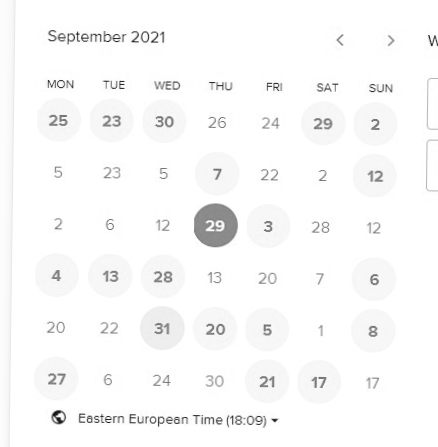 September 2021
W
MON TUE WED THU FRI SAT SUN
25 23 30 26 24 29 2
5 23 5 7 22 2 12
2 6 12 29 3 28 12
4 13 28 13 20 7 6
20 22 31 20 5 1 8
27 6 24 30 21 17 17
Eastern European Time (18:09)